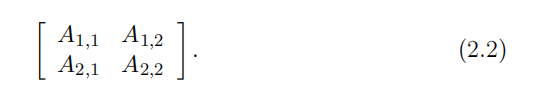 [ A_{1,1} A_{1,2}
A_{2,1} A_{2,2} ]. (2.2)